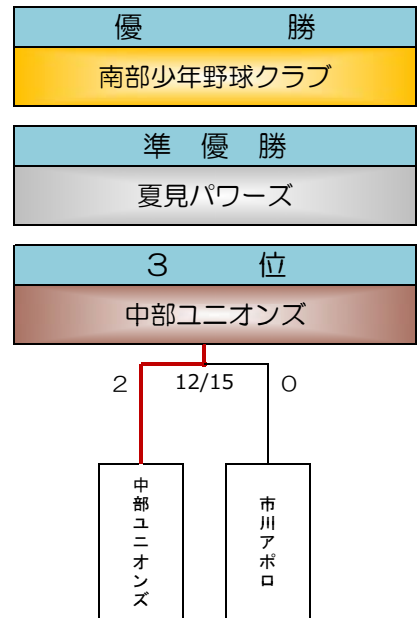 優 勝
南部少年野球クラブ
準 優 勝
夏見パワーズ
３ 位
中部ユニオンズ
２ 12/15 ０
中部ユニオンズ
市川アポロ